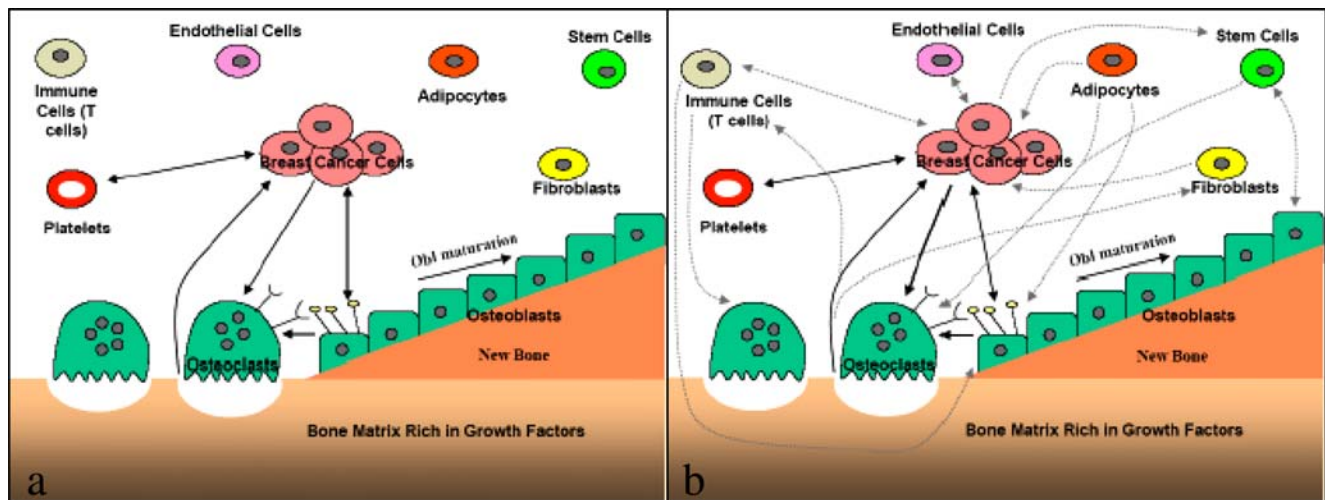 Endothelial Cells
Stem Cells
Immune
Cells (T
cells)
Adipocytes
Breast Cancer Cells
Fibroblasts
Platelets
Obl maturation
Osteoblasts
Osteoclasts
New Bone
Bone Matrix Rich in Growth Factors
a
Endothelial Cells
Stem Cells
Immune Cells
(T cells)
Adipocytes
Breast Cancer Cells
Fibroblasts
Platelets
Obl maturation
Osteoblasts
Osteoclasts
New Bone
Bone Matrix Rich in Growth Factors
b